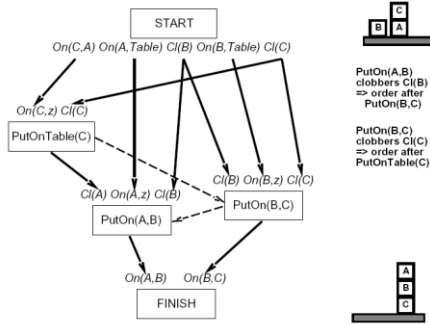 START
On(C,A) On(A,Table) Cl(B) On(B,Table) Cl(C)
C
B A
PutOn(A,B)
clobbers Cl(B)
=> order after
PutOn(B,C)
On(C,z) Cl(C)
PutOnTable(C)
PutOn(B,C)
clobbers Cl(C)
=> order after
PutOnTable(C)
Cl(B) On(B,z) Cl(C)
Cl(A) On(A,z) Cl(B)
PutOn(B,C)
PutOn(A,B)
On(A,B) On(B,C)
FINISH
A
B
C